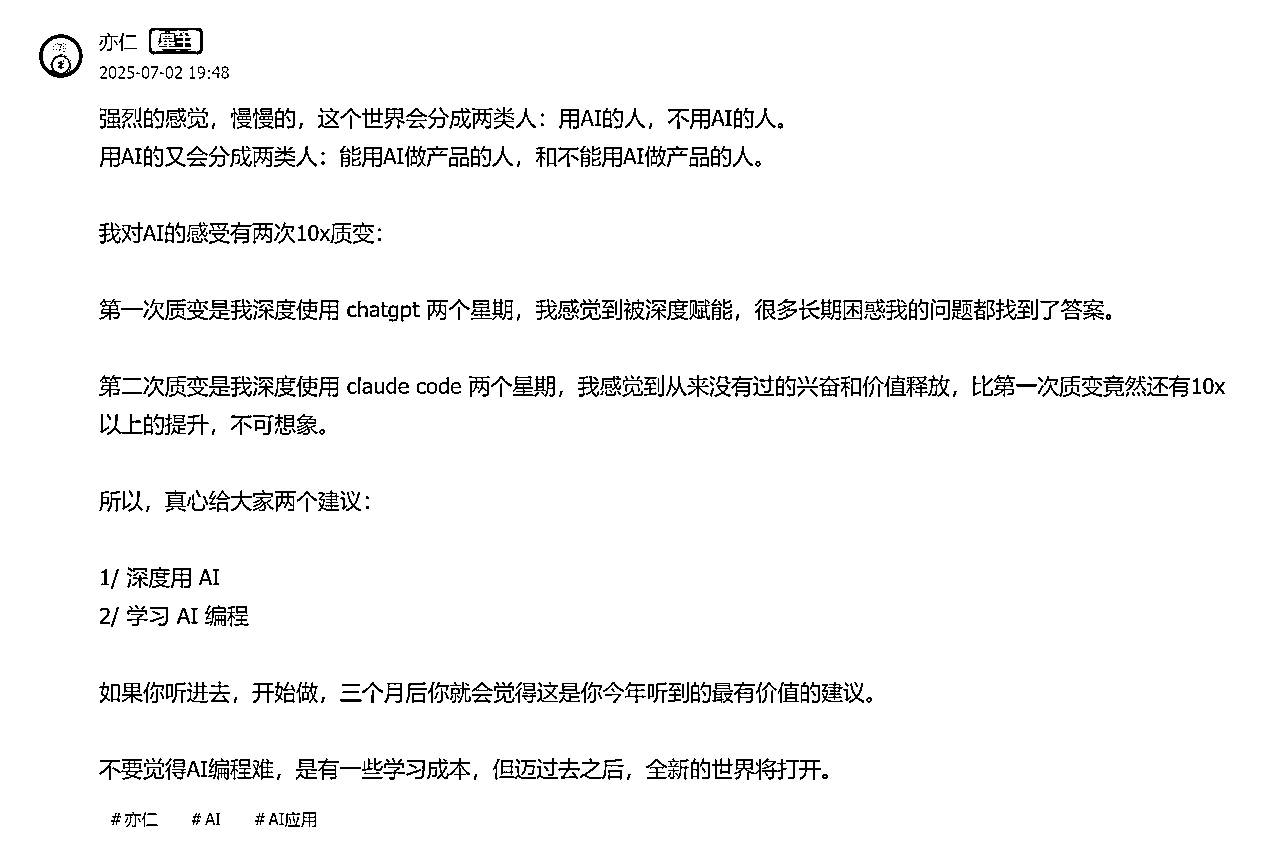 亦仁 星主
2025-07-02 19:48
强烈的感觉，慢慢的，这个世界会分成两类人：用AI的人，不用AI的人。
用AI的又会分成两类人：能用AI做产品的人，和不能用AI做产品的人。
我对AI的感受有两次10x质变：
第一次质变是我深度使用 chatgpt 两个星期，我感觉到被深度赋能，很多长期困惑我的问题都找到了答案。
第二次质变是我深度使用 claude code 两个星期，我感觉到从来没有过的兴奋和价值释放，比第一次质变竟然还有10x
以上的提升，不可想象。
所以，真心给大家两个建议：
1/ 深度用 AI
2/ 学习 AI 编程
如果你听进去，开始做，三个月后你就会觉得这是你今年听到的最有价值的建议。
不要觉得AI编程难，是有一些学习成本，但迈过去之后，全新的世界将打开。
#亦仁 #AI #AI应用